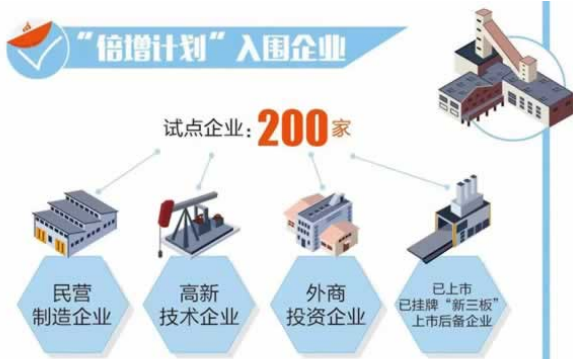 “倍增计划”入围企业
试点企业：200家
民营
制造企业
高新
技术企业
外商
投资企业
已上市
已挂牌“新三板”
上市后备企业